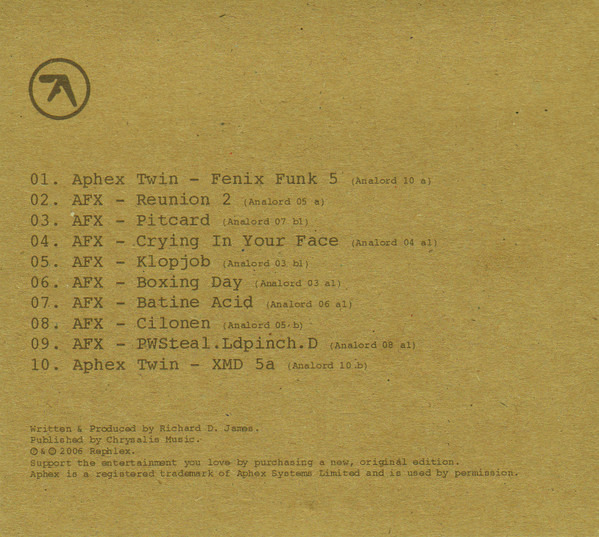 01. Aphex Twin - Fenix Funk 5 (Analord 10 a)
02. AFX - Reunion 2 (Analord 05 a)
03. AFX - Pitcard (Analord 07 b1)
04. AFX - Crying In Your Face (Analord 04 a1)
05. AFX - Klopjob (Analord 03 b1)
06. AFX - Boxing Day (Analord 03 a1)
07. AFX - Batine Acid (Analord 06 a1)
08. AFX - Cilonen (Analord 05 b)
09. AFX - PWSteal.Ldpinch.D (Analord 08 a1)
10. Aphex Twin - XMD 5a (Analord 10 b)
Written & Produced by Richard D. James.
Published by Chrysalis Music.
℗ & © 2006 Rephlex.
Support the entertainment you love by purchasing a new, original edition.
Aphex is a registered trademark of Aphex Systems Limited and is used by permission.